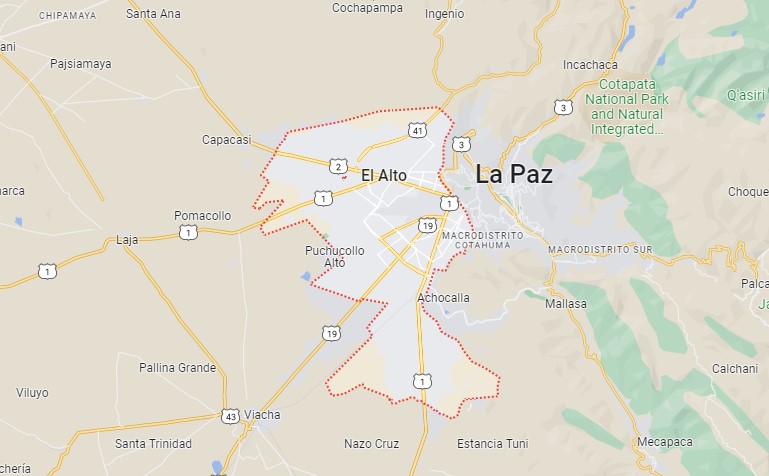 CHIPAMAYA
Santa Ana
Cochapampa
Ingenio
ani
Pajsiamaya
Incachaca
Cotapata
National Park
and Natural
Integrated...
Q'asiri
3
41
3
Capacasi
2
El Alto
La Paz
arca
1
1
Choque
Pomacollo
1
19
MACRODISTRITO
COTAHUMA
Laja
Puchucollo
Alto
MACRODISTRITO SUR
1
Palca
Achocalla
Mallasa
Ja
19
Pallina Grande
Calchani
1
Viluyo
43
Viacha
Santa Trinidad
Nazo Cruz
Estancia Tuni
Mecapaca
chería